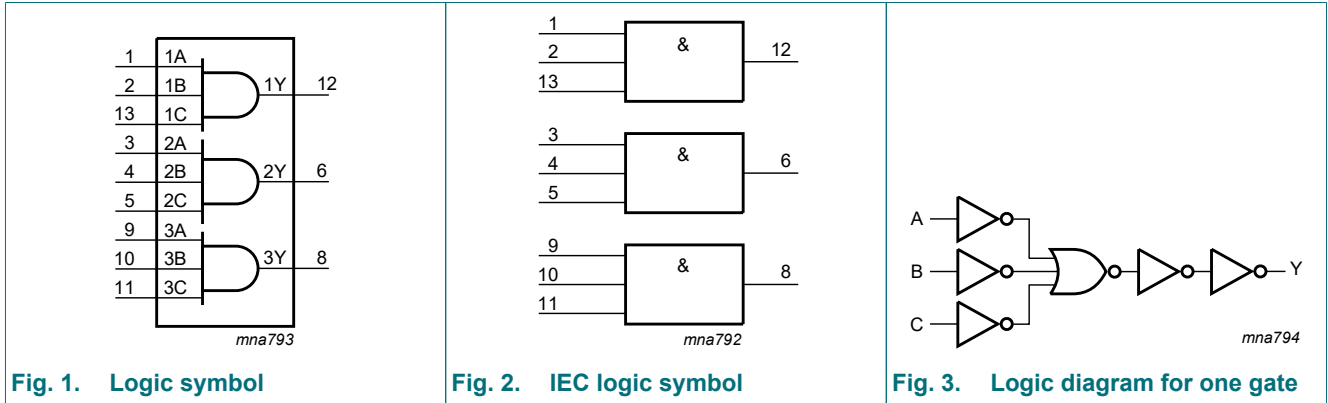 1 1A
2 1B 1Y 12
13 1C
3 2A
4 2B 2Y 6
5 2C
9 3A
10 3B 3Y 8
11 3C
mna793
Fig. 1. Logic symbol
1
2 & 12
13
3
4 & 6
5
9
10 & 8
11
mna792
Fig. 2. IEC logic symbol
A
B Y
C
mna794
Fig. 3. Logic diagram for one gate